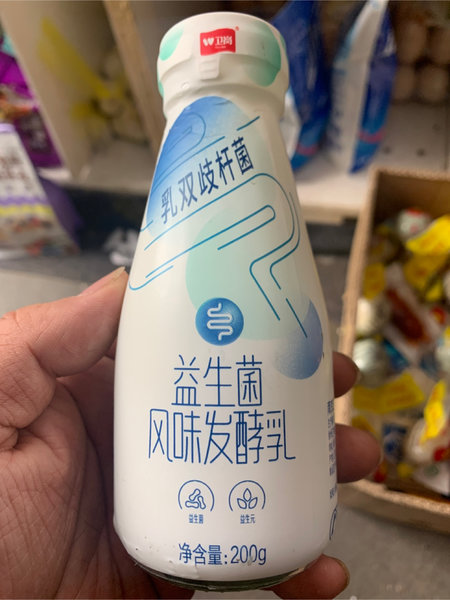 卫岗
乳双歧杆菌
益生菌
风味发酵乳
益生菌 益生元
净含量:200g